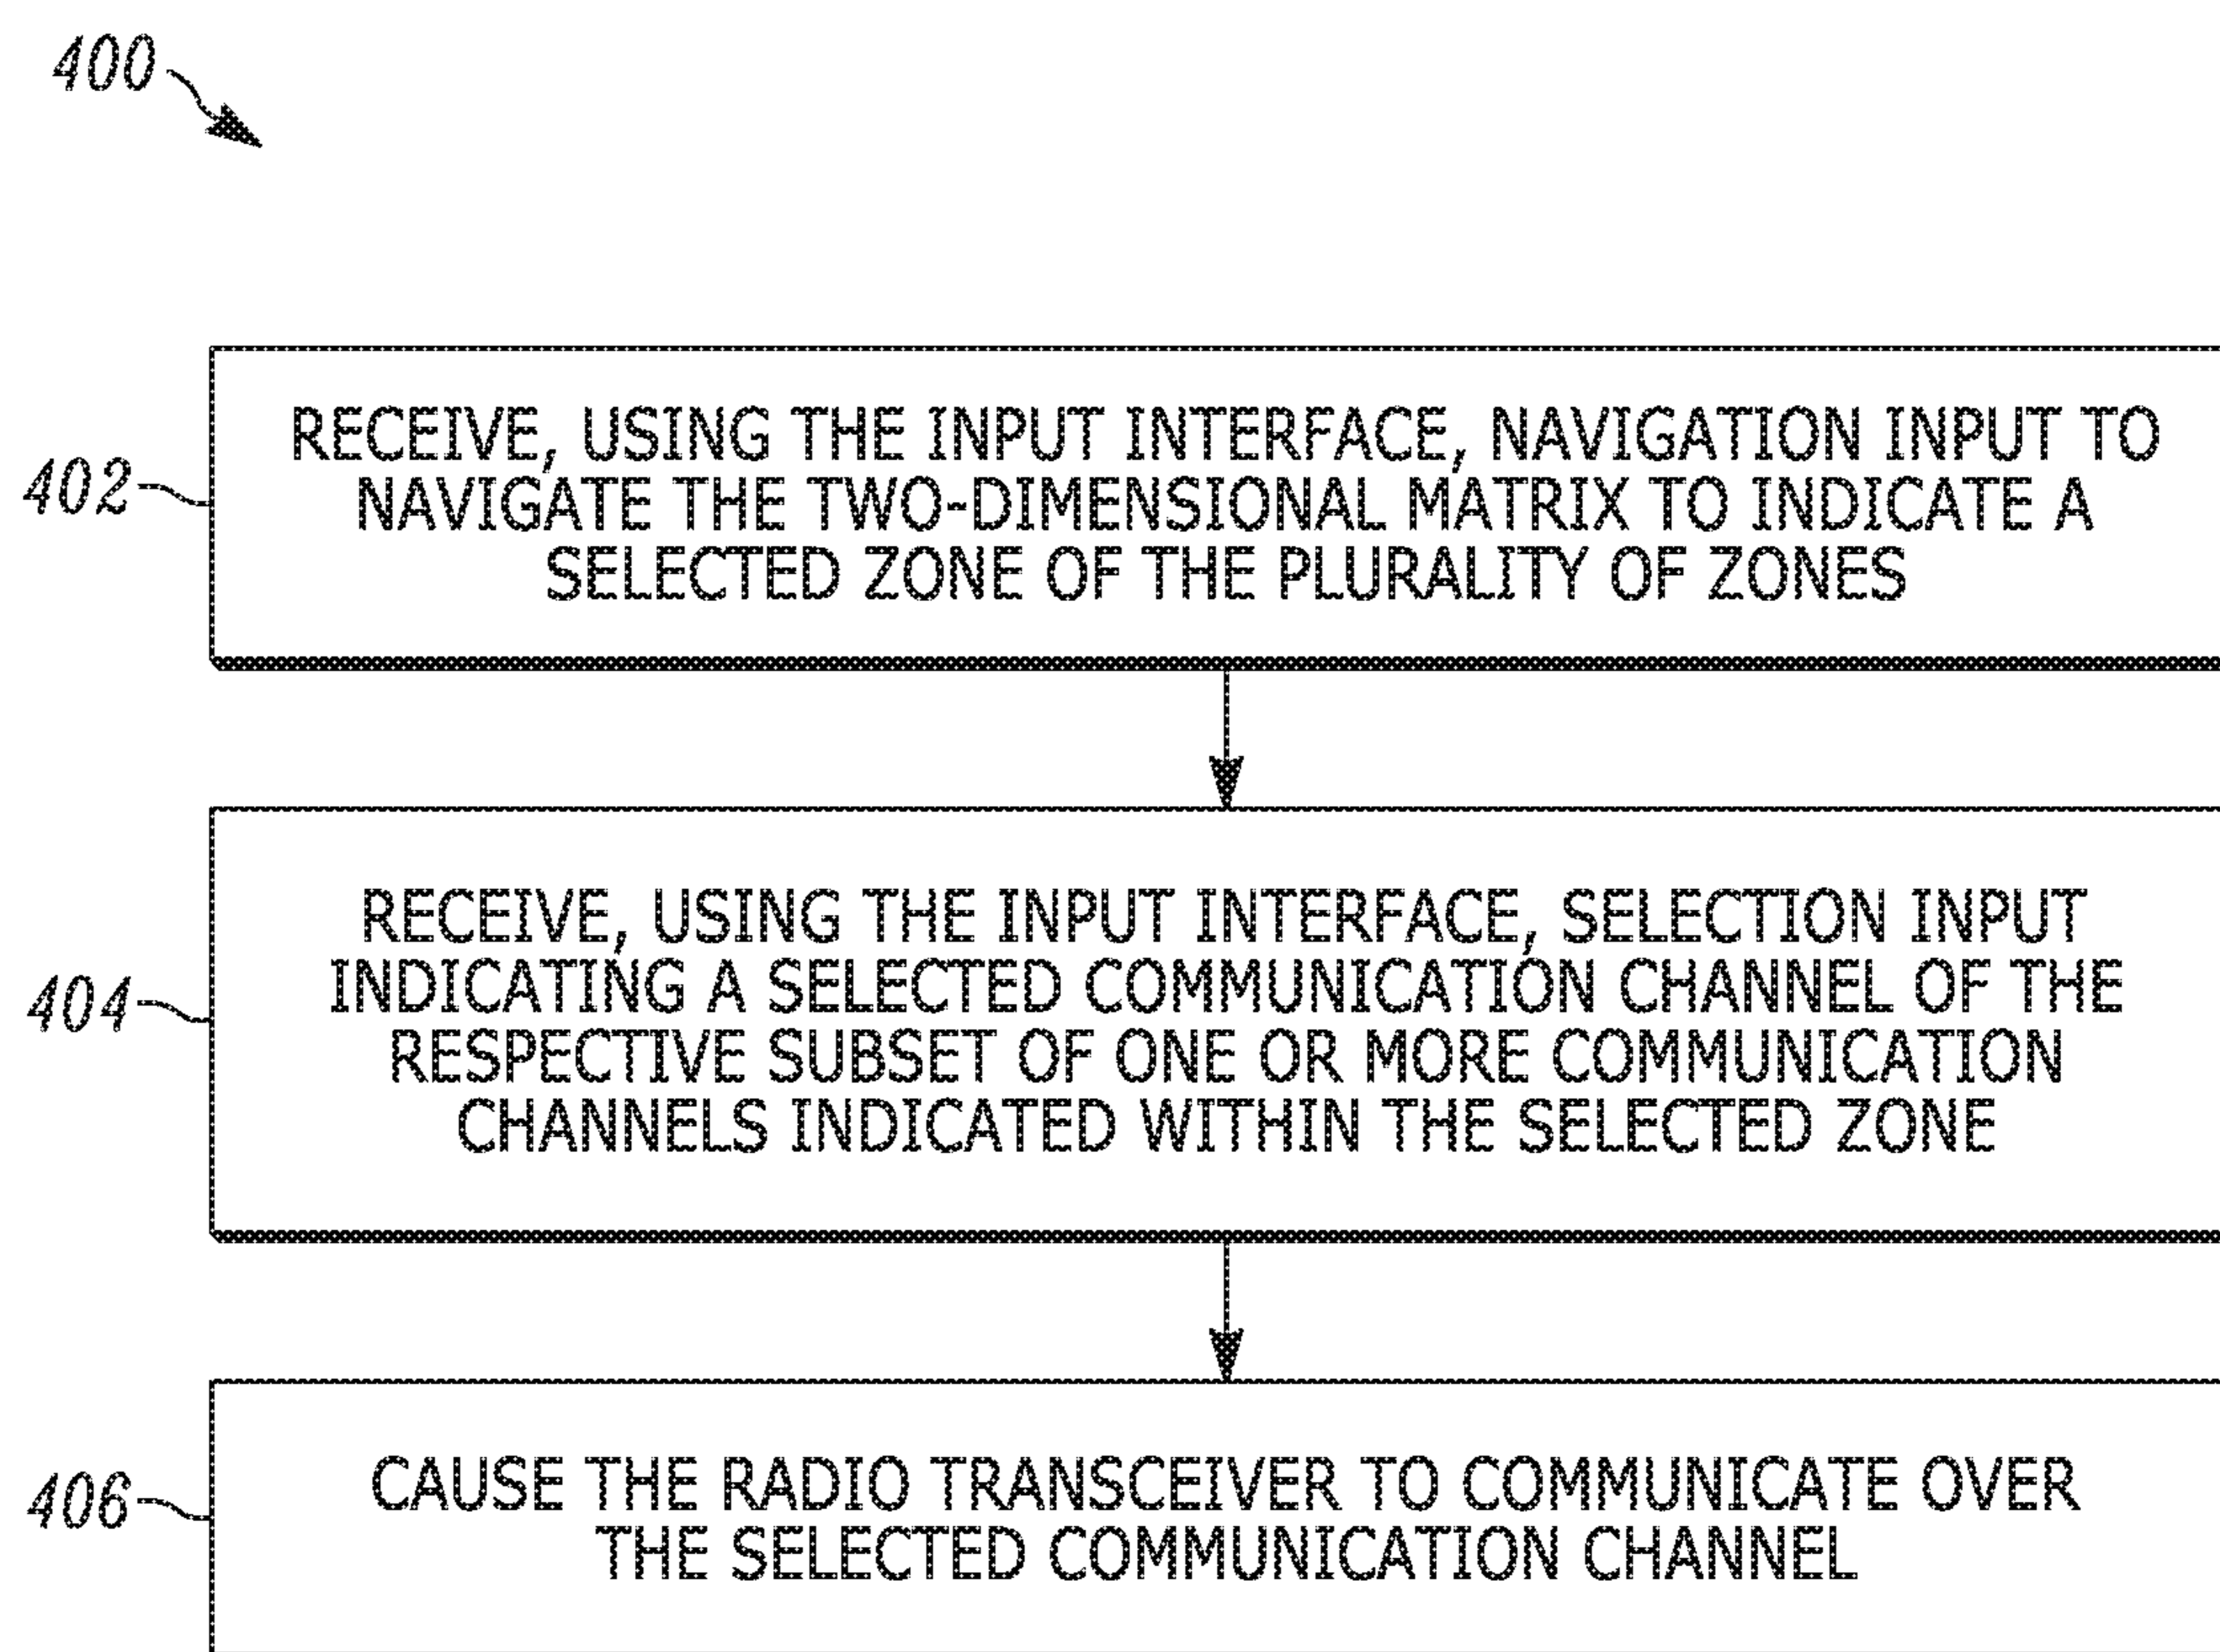 400
402
RECEIVE, USING THE INPUT INTERFACE, NAVIGATION INPUT TO
NAVIGATE THE TWO-DIMENSIONAL MATRIX TO INDICATE A
SELECTED ZONE OF THE PLURALITY OF ZONES
404
RECEIVE, USING THE INPUT INTERFACE, SELECTION INPUT
INDICATING A SELECTED COMMUNICATION CHANNEL OF THE
RESPECTIVE SUBSET OF ONE OR MORE COMMUNICATION
CHANNELS INDICATED WITHIN THE SELECTED ZONE
406
CAUSE THE RADIO TRANSCEIVER TO COMMUNICATE OVER
THE SELECTED COMMUNICATION CHANNEL